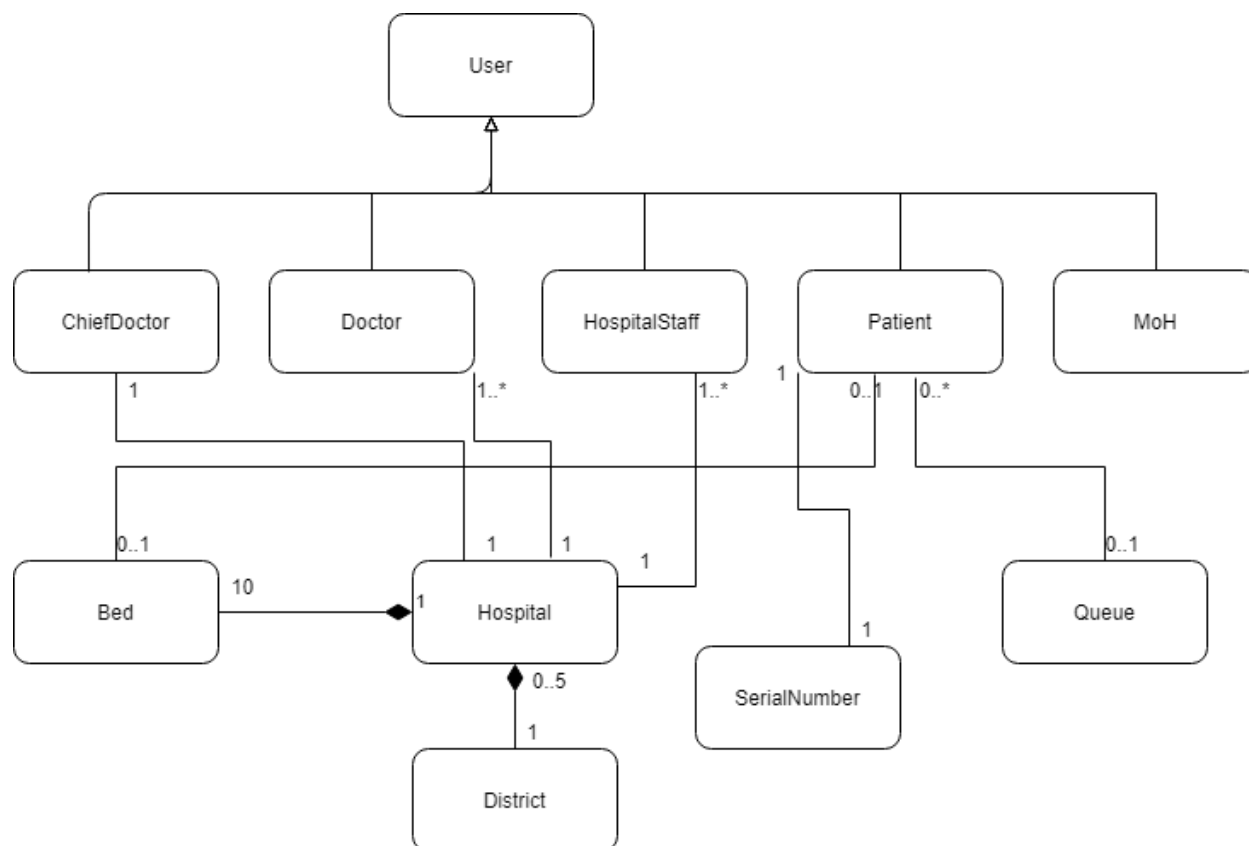 User
ChiefDoctor
Doctor
HospitalStaff
Patient
MoH
1
1..*
1..*
1
0..1
0..*
0..1
1
1
1
0..1
10
1
Bed
Hospital
Queue
1
0..5
SerialNumber
1
District